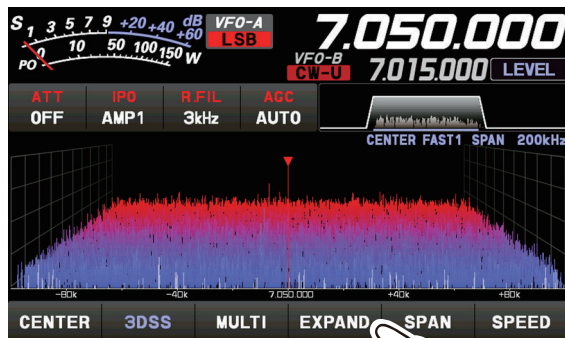 S 1 3 5 7 9 +20 +40 +60 dB VFO-A 7.050.000
LSB
PO 0 10 50 100 150 W VFO-B
CW-U 7.015.000 LEVEL
ATT IPO R.FIL AGC
OFF AMP1 3kHz AUTO
CENTER FAST1 SPAN 200kHz
-80k -40k 7.050.000 +40k +80k
CENTER 3DSS MULTI EXPAND SPAN SPEED